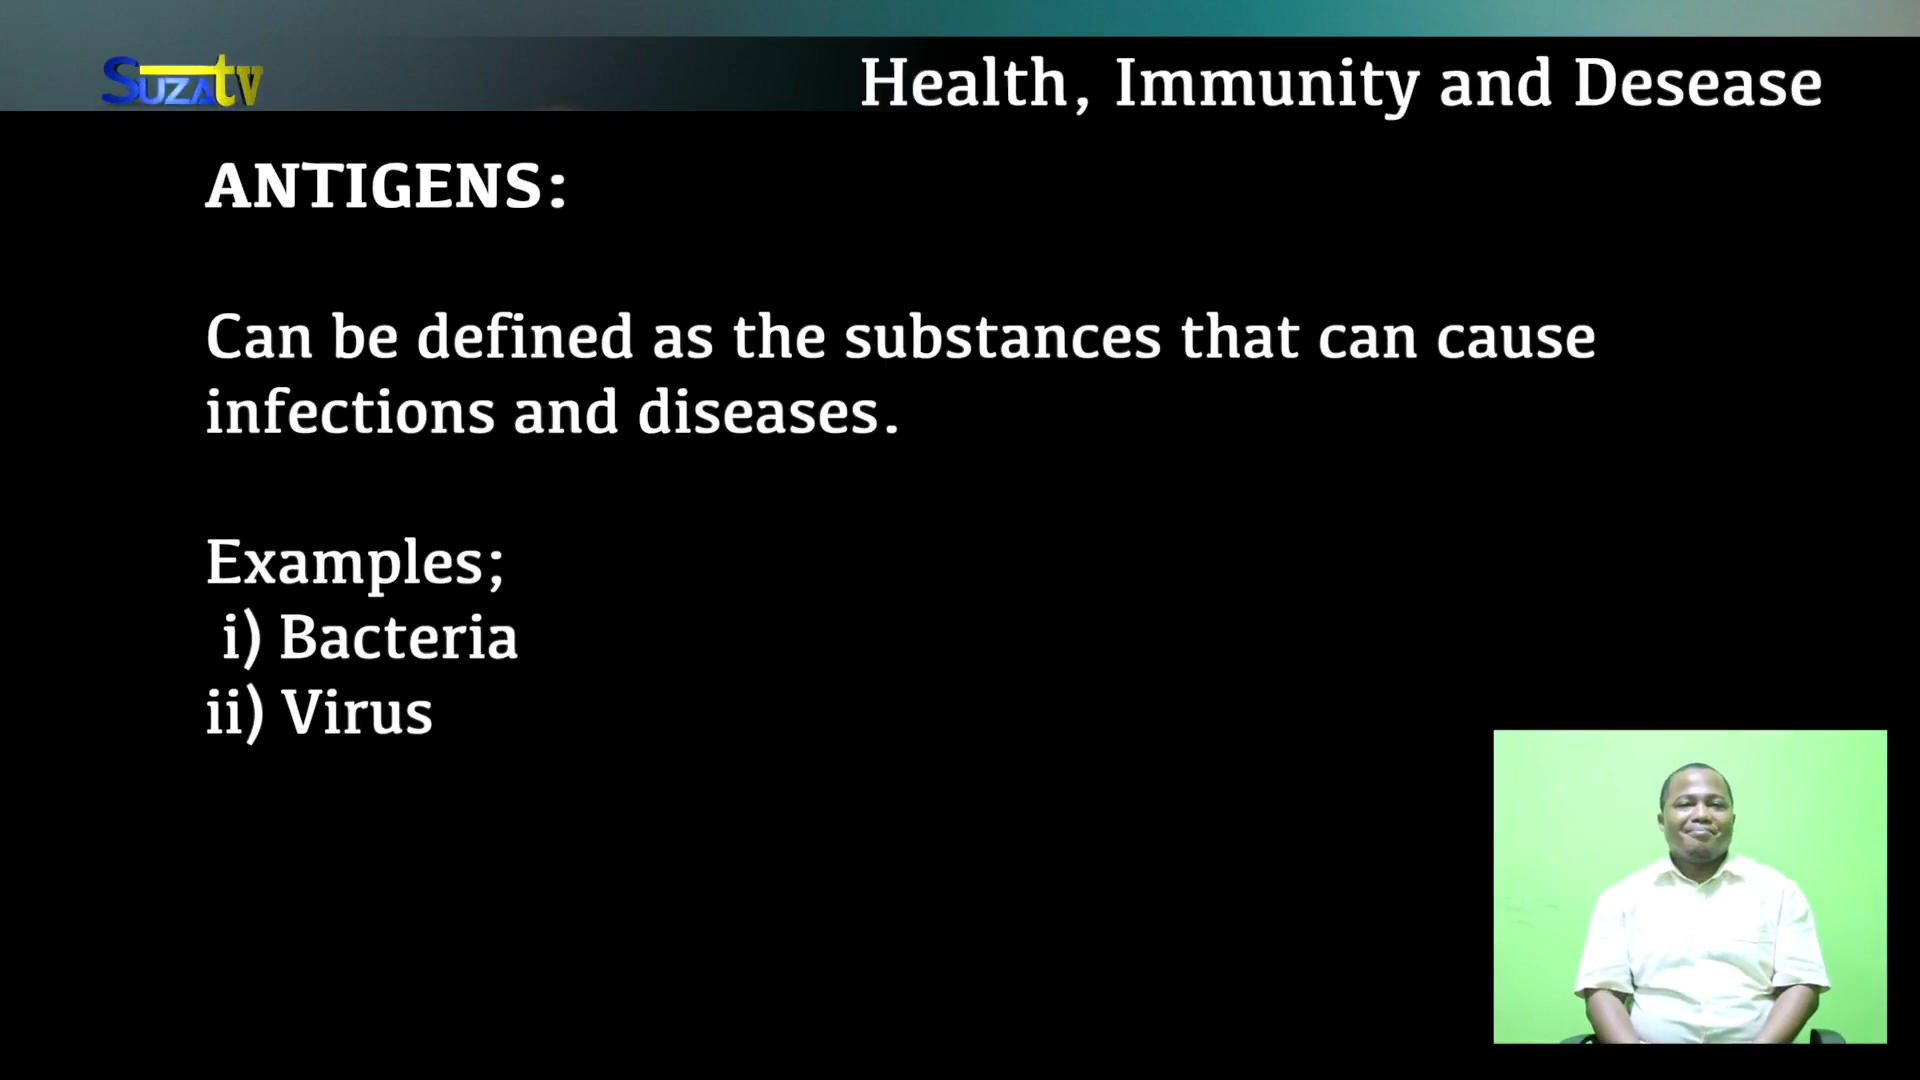 SUZAtv
Health, Immunity and Desease
ANTIGENS:
Can be defined as the substances that can cause
infections and diseases.
Examples;
i) Bacteria
ii) Virus